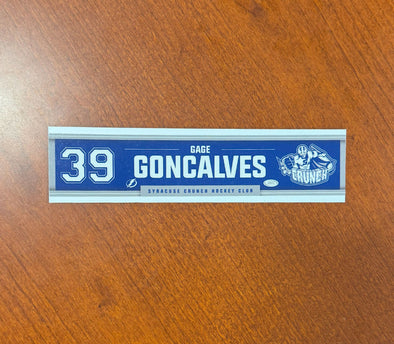 39
GAGE
GONCALVES
SYRACUSE CRUNCH HOCKEY CLUB
CRUNCH